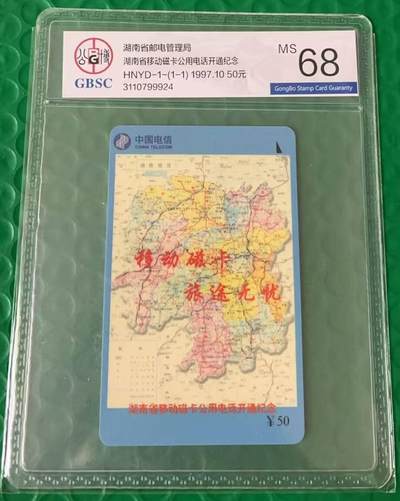 湖南省邮电管理局
湖南省移动磁卡公用电话开通纪念
HNYD-1-(1-1) 1997.10 50元
3110799924
公博
GBSC
MS 68
GongBo Stamp Card Guaranty
中国电信
CHINA TELECOM
移动磁卡
旅途无忧
湖南省移动磁卡公用电话开通纪念
¥50